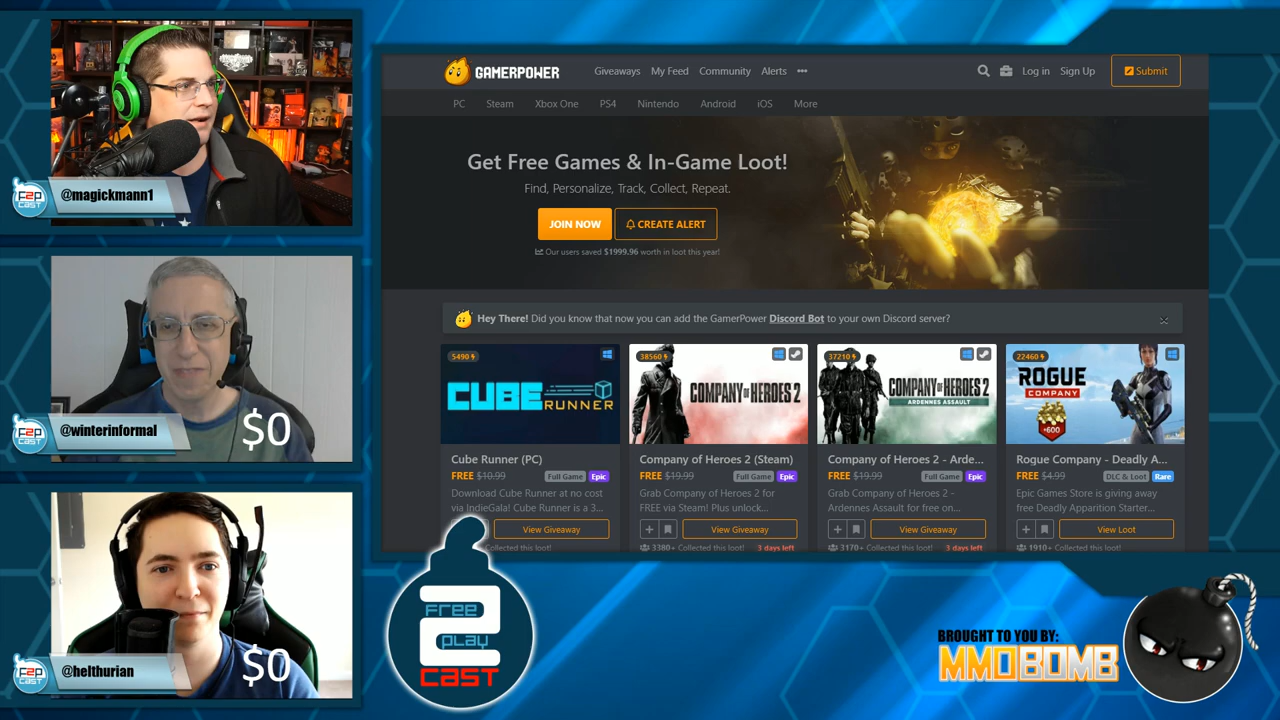 @magickmann1
F2P
CAST
@winterinformal
$0
F2P
CAST
@helthurian
$0
F2P
CAST
GAMERPOWER
Giveaways My Feed Community Alerts •••
Log in Sign Up Submit
PC Steam Xbox One PS4 Nintendo Android iOS More
Get Free Games & In-Game Loot!
Find, Personalize, Track, Collect, Repeat.
JOIN NOW CREATE ALERT
Our users saved $1999.96 worth in loot this year!
Hey There! Did you know that now you can add the GamerPower Discord Bot to your own Discord server?
5490
CUBE
RUNNER
Cube Runner (PC)
FREE $10.99 Full Game Epic
Download Cube Runner at no cost
via IndieGala! Cube Runner is a 3...
View Giveaway
Collected this loot!
38560
COMPANY OF HEROES 2
Company of Heroes 2 (Steam)
FREE $19.99 Full Game Epic
Grab Company of Heroes 2 for
FREE via Steam! Plus unlock...
View Giveaway
3380+ Collected this loot! 3 days left
37210
COMPANY OF HEROES 2
ARDENNES ASSAULT
Company of Heroes 2 - Arde...
FREE $19.99 Full Game Epic
Grab Company of Heroes 2 -
Ardennes Assault for free on...
View Giveaway
3170+ Collected this loot! 3 days left
22460
ROGUE
COMPANY
+600
Rogue Company - Deadly A...
FREE $4.99 DLC & Loot Rare
Epic Games Store is giving away
free Deadly Apparition Starter...
View Loot
1910+ Collected this loot!
FREE
2
PLAY
CAST
BROUGHT TO YOU BY:
MMOBOMB